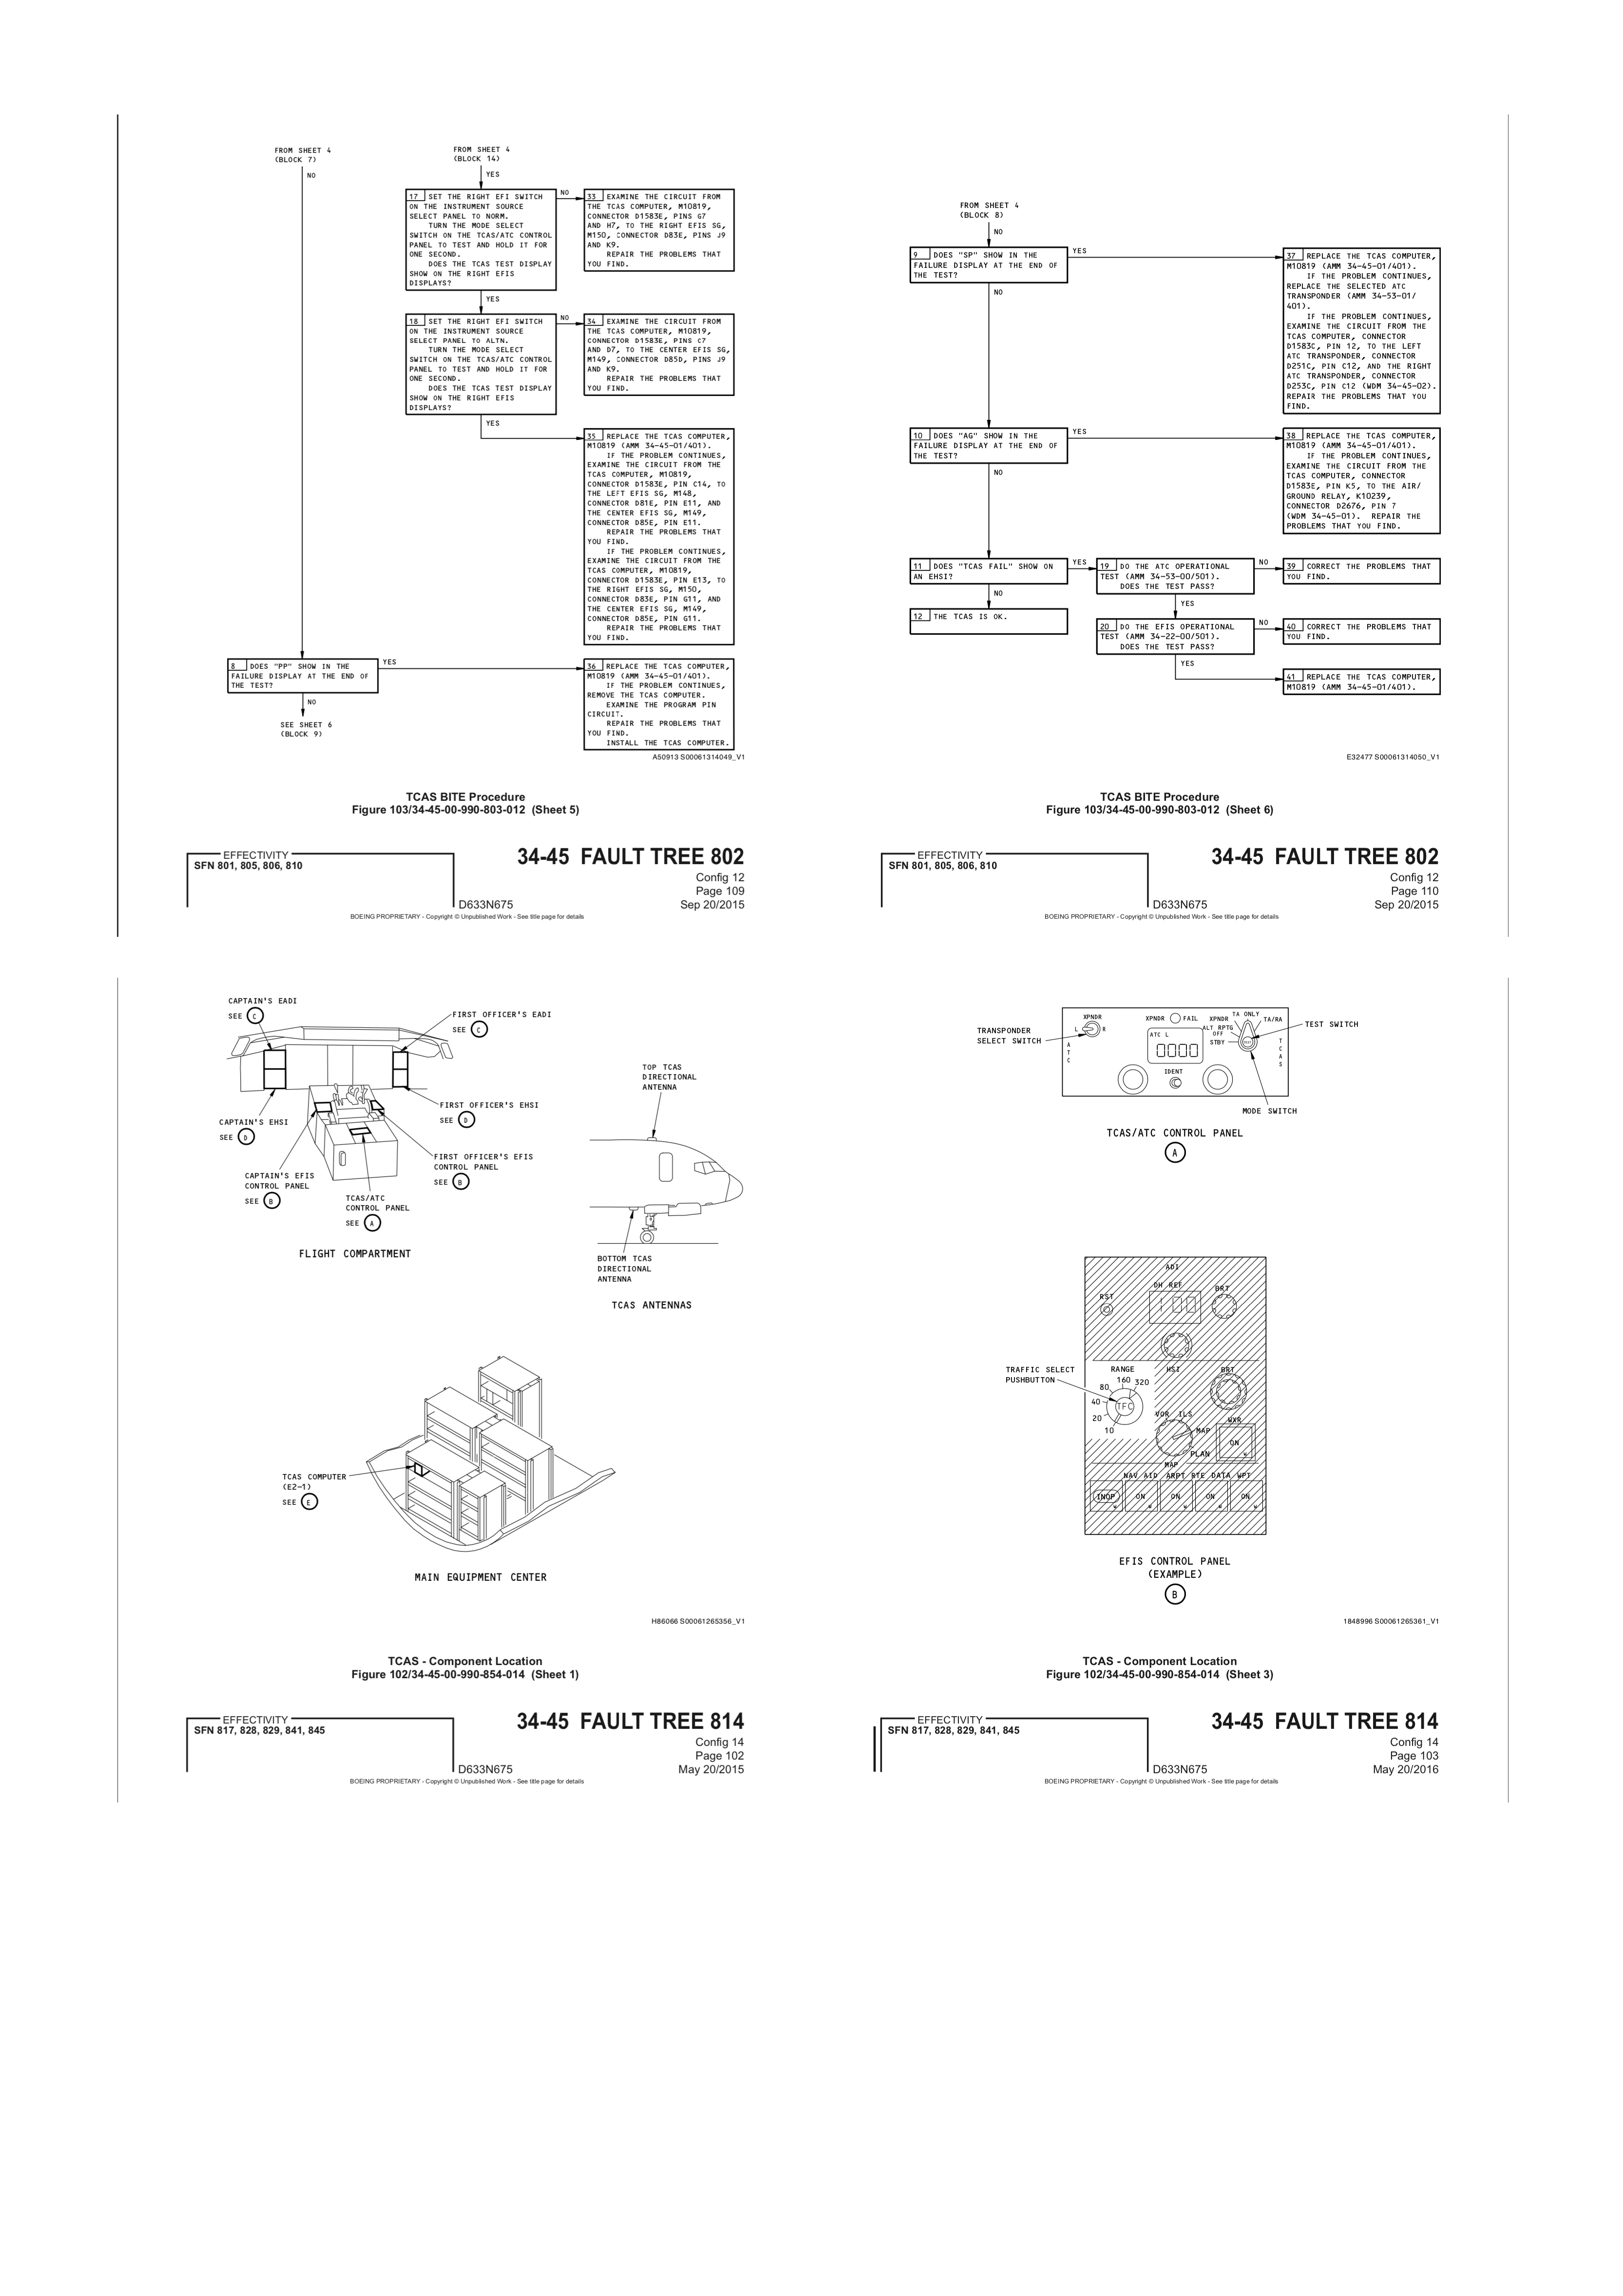 FROM SHEET 4
(BLOCK 7)
NO
FROM SHEET 4
(BLOCK 14)
YES
17 SET THE RIGHT EFI SWITCH
ON THE INSTRUMENT SOURCE
SELECT PANEL TO NORM.
TURN THE MODE SELECT
SWITCH ON THE TCAS/ATC CONTROL
PANEL TO TEST AND HOLD IT FOR
ONE SECOND.
DOES THE TCAS TEST DISPLAY
SHOW ON THE RIGHT EFIS
DISPLAYS?
NO
33 EXAMINE THE CIRCUIT FROM
THE TCAS COMPUTER, M10819,
CONNECTOR D1583E, PINS G7
AND H7, TO THE RIGHT EFIS SG,
M150, CONNECTOR D83E, PINS J9
AND K9.
REPAIR THE PROBLEMS THAT
YOU FIND.
YES
18 SET THE RIGHT EFI SWITCH
ON THE INSTRUMENT SOURCE
SELECT PANEL TO ALTN.
TURN THE MODE SELECT
SWITCH ON THE TCAS/ATC CONTROL
PANEL TO TEST AND HOLD IT FOR
ONE SECOND.
DOES THE TCAS TEST DISPLAY
SHOW ON THE RIGHT EFIS
DISPLAYS?
NO
34 EXAMINE THE CIRCUIT FROM
THE TCAS COMPUTER, M10819,
CONNECTOR D1583E, PINS C7
AND D7, TO THE CENTER EFIS SG,
M149, CONNECTOR D85D, PINS J9
AND K9.
REPAIR THE PROBLEMS THAT
YOU FIND.
YES
35 REPLACE THE TCAS COMPUTER,
M10819 (AMM 34-45-01/401).
IF THE PROBLEM CONTINUES,
EXAMINE THE CIRCUIT FROM THE
TCAS COMPUTER, M10819,
CONNECTOR D1583E, PIN C14, TO
THE LEFT EFIS SG, M148,
CONNECTOR D81E, PIN E11, AND
THE CENTER EFIS SG, M149,
CONNECTOR D85E, PIN E11.
REPAIR THE PROBLEMS THAT
YOU FIND.
IF THE PROBLEM CONTINUES,
EXAMINE THE CIRCUIT FROM THE
TCAS COMPUTER, M10819,
CONNECTOR D1583E, PIN E13, TO
THE RIGHT EFIS SG, M150,
CONNECTOR D83E, PIN G11, AND
THE CENTER EFIS SG, M149,
CONNECTOR D85E, PIN G11.
REPAIR THE PROBLEMS THAT
YOU FIND.
8 DOES "PP" SHOW IN THE
FAILURE DISPLAY AT THE END OF
THE TEST?
YES
36 REPLACE THE TCAS COMPUTER,
M10819 (AMM 34-45-01/401).
IF THE PROBLEM CONTINUES,
REMOVE THE TCAS COMPUTER.
EXAMINE THE PROGRAM PIN
CIRCUIT.
REPAIR THE PROBLEMS THAT
YOU FIND.
INSTALL THE TCAS COMPUTER.
NO
SEE SHEET 6
(BLOCK 9)
A50913 S00061314049_V1
TCAS BITE Procedure
Figure 103/34-45-00-990-803-012 (Sheet 5)
EFFECTIVITY
SFN 801, 805, 806, 810
34-45 FAULT TREE 802
Config 12
Page 109
D633N675
Sep 20/2015
BOEING PROPRIETARY - Copyright © Unpublished Work - See title page for details
FROM SHEET 4
(BLOCK 8)
NO
9 DOES "SP" SHOW IN THE
FAILURE DISPLAY AT THE END OF
THE TEST?
YES
37 REPLACE THE TCAS COMPUTER,
M10819 (AMM 34-45-01/401).
IF THE PROBLEM CONTINUES,
REPLACE THE SELECTED ATC
TRANSPONDER (AMM 34-53-01/
401).
IF THE PROBLEM CONTINUES,
EXAMINE THE CIRCUIT FROM THE
TCAS COMPUTER, CONNECTOR
D1583C, PIN 12, TO THE LEFT
ATC TRANSPONDER, CONNECTOR
D251C, PIN C12, AND THE RIGHT
ATC TRANSPONDER, CONNECTOR
D253C, PIN C12 (WDM 34-45-02).
REPAIR THE PROBLEMS THAT YOU
FIND.
NO
10 DOES "AG" SHOW IN THE
FAILURE DISPLAY AT THE END OF
THE TEST?
YES
38 REPLACE THE TCAS COMPUTER,
M10819 (AMM 34-45-01/401).
IF THE PROBLEM CONTINUES,
EXAMINE THE CIRCUIT FROM THE
TCAS COMPUTER, CONNECTOR
D1583E, PIN K5, TO THE AIR/
GROUND RELAY, K10239,
CONNECTOR D2676, PIN 7
(WDM 34-45-01). REPAIR THE
PROBLEMS THAT YOU FIND.
NO
11 DOES "TCAS FAIL" SHOW ON
AN EHSI?
YES
19 DO THE ATC OPERATIONAL
TEST (AMM 34-53-00/501).
DOES THE TEST PASS?
NO
39 CORRECT THE PROBLEMS THAT
YOU FIND.
NO
12 THE TCAS IS OK.
YES
20 DO THE EFIS OPERATIONAL
TEST (AMM 34-22-00/501).
DOES THE TEST PASS?
NO
40 CORRECT THE PROBLEMS THAT
YOU FIND.
YES
41 REPLACE THE TCAS COMPUTER,
M10819 (AMM 34-45-01/401).
E32477 S00061314050_V1
TCAS BITE Procedure
Figure 103/34-45-00-990-803-012 (Sheet 6)
EFFECTIVITY
SFN 801, 805, 806, 810
34-45 FAULT TREE 802
Config 12
Page 110
D633N675
Sep 20/2015
BOEING PROPRIETARY - Copyright © Unpublished Work - See title page for details
CAPTAIN'S EADI
SEE C
FIRST OFFICER'S EADI
SEE C
CAPTAIN'S EHSI
SEE D
FIRST OFFICER'S EHSI
SEE D
CAPTAIN'S EFIS
CONTROL PANEL
SEE B
FIRST OFFICER'S EFIS
CONTROL PANEL
SEE B
TCAS/ATC
CONTROL PANEL
SEE A
FLIGHT COMPARTMENT
TOP TCAS
DIRECTIONAL
ANTENNA
BOTTOM TCAS
DIRECTIONAL
ANTENNA
TCAS ANTENNAS
TCAS COMPUTER
(E2-1)
SEE E
MAIN EQUIPMENT CENTER
H86066 S00061265356_V1
TCAS - Component Location
Figure 102/34-45-00-990-854-014 (Sheet 1)
EFFECTIVITY
SFN 817, 828, 829, 841, 845
34-45 FAULT TREE 814
Config 14
Page 102
D633N675
May 20/2015
BOEING PROPRIETARY - Copyright © Unpublished Work - See title page for details
TRANSPONDER
SELECT SWITCH
XPNDR
L R
ATC
XPNDR FAIL
ATC L
0000
IDENT
XPNDR
ALT RPTG
OFF
STBY
TA ONLY
TA/RA
TCAS
TEST SWITCH
MODE SWITCH
TCAS/ATC CONTROL PANEL
A
ADI
DH REF
RST
100
BRT
TRAFFIC SELECT
PUSHBUTTON
RANGE
HSI
BRT
10
20
40
80
160
320
TFC
VOR ILS
MAP
PLAN
WXR
ON
MAP
NAV AID ARPT RTE DATA WPT
INOP ON ON ON ON
EFIS CONTROL PANEL
(EXAMPLE)
B
1848996 S00061265361_V1
TCAS - Component Location
Figure 102/34-45-00-990-854-014 (Sheet 3)
EFFECTIVITY
SFN 817, 828, 829, 841, 845
34-45 FAULT TREE 814
Config 14
Page 103
D633N675
May 20/2016
BOEING PROPRIETARY - Copyright © Unpublished Work - See title page for details